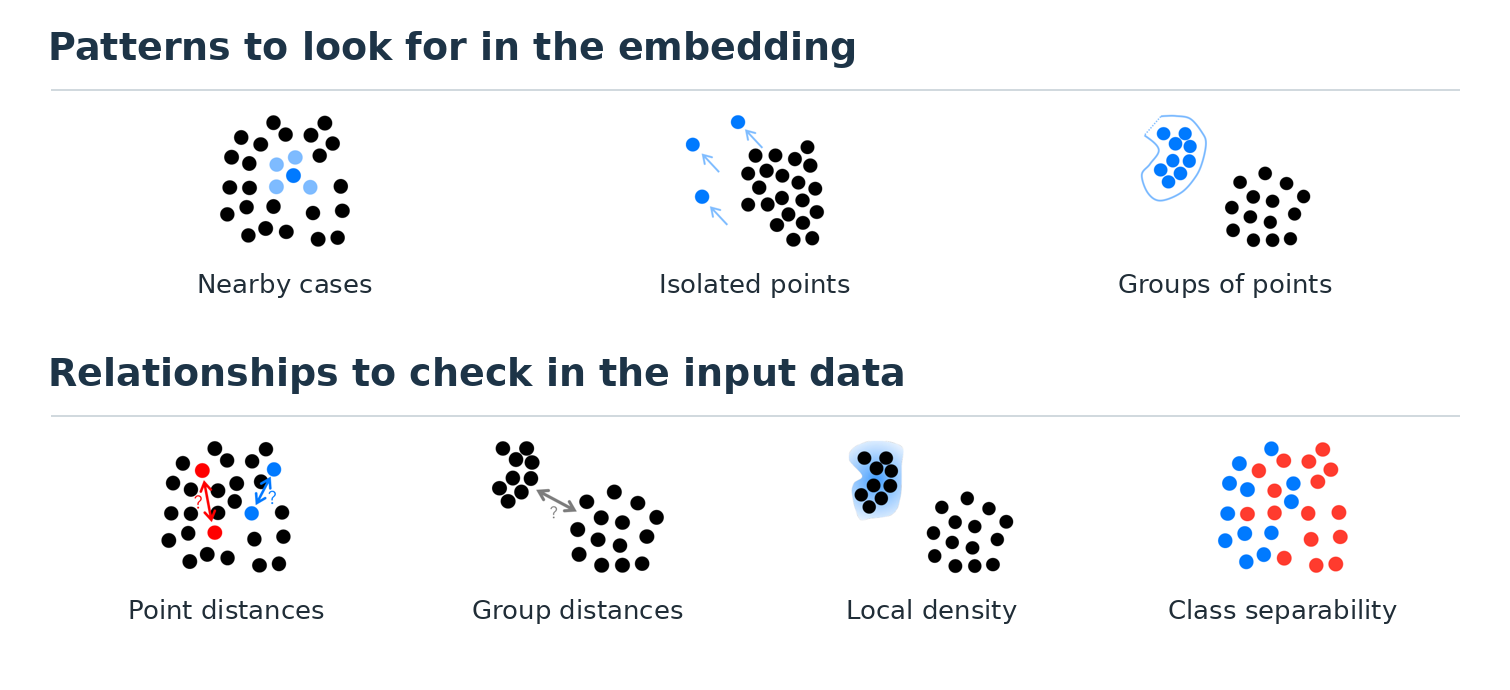 Patterns to look for in the embedding
Nearby cases
Isolated points
Groups of points
Relationships to check in the input data
? ?
?
Point distances
Group distances
Local density
Class separability